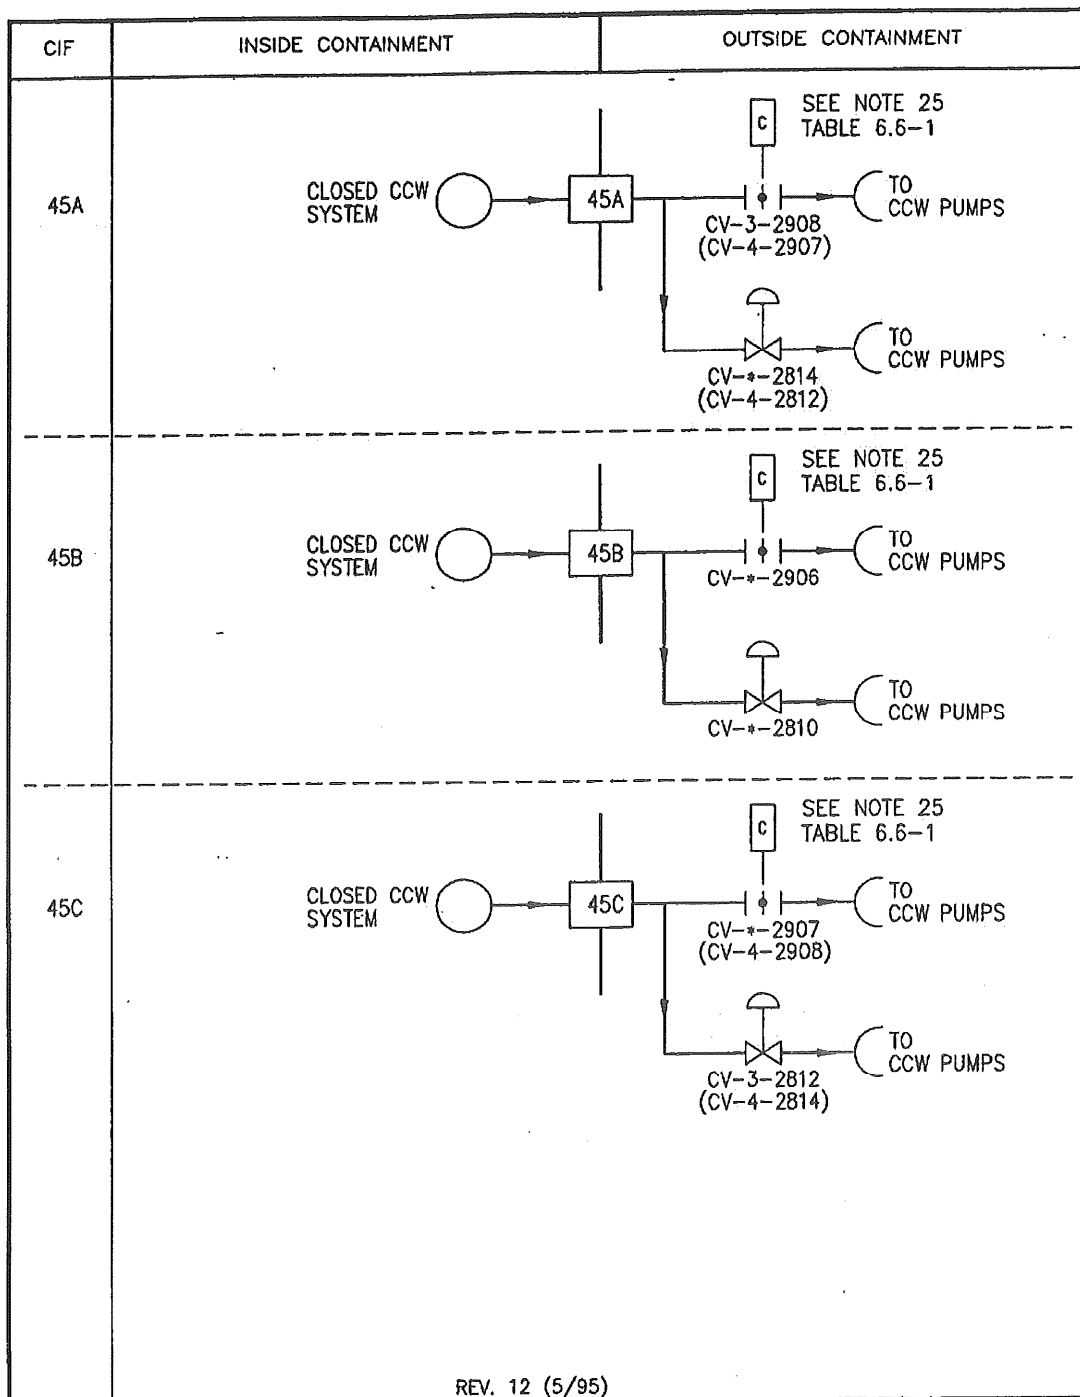 CIF
INSIDE CONTAINMENT
OUTSIDE CONTAINMENT
45A
CLOSED CCW
SYSTEM
45A
C
SEE NOTE 25
TABLE 6.6-1
CV-3-2908
(CV-4-2907)
TO
CCW PUMPS
CV-*-2814
(CV-4-2812)
TO
CCW PUMPS
45B
CLOSED CCW
SYSTEM
45B
C
SEE NOTE 25
TABLE 6.6-1
CV-*-2906
TO
CCW PUMPS
CV-*-2810
TO
CCW PUMPS
45C
CLOSED CCW
SYSTEM
45C
C
SEE NOTE 25
TABLE 6.6-1
CV-*-2907
(CV-4-2908)
TO
CCW PUMPS
CV-3-2812
(CV-4-2814)
TO
CCW PUMPS
REV. 12 (5/95)